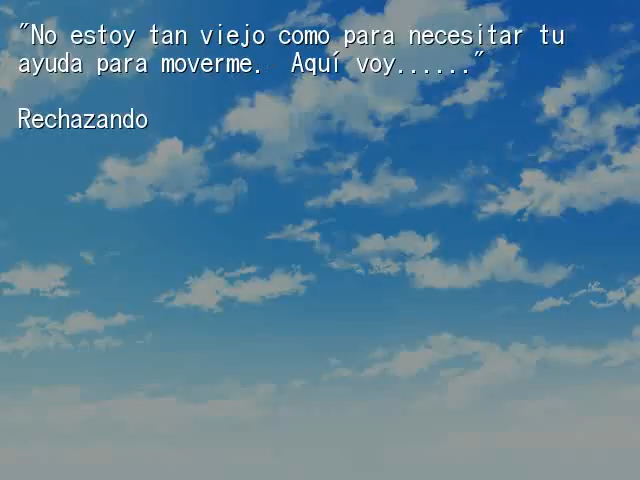 "No estoy tan viejo como para necesitar tu
ayuda para moverme.  Aquí voy......"
Rechazando